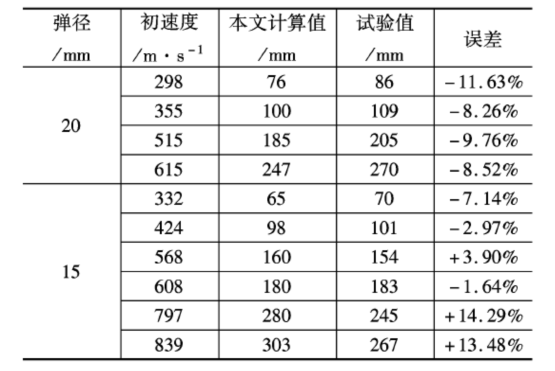 弹径 初速度 本文计算值 试验值 误差
/mm /m·s⁻¹ /mm /mm
20 298 76 86 -11.63%
355 100 109 -8.26%
515 185 205 -9.76%
615 247 270 -8.52%
15 332 65 70 -7.14%
424 98 101 -2.97%
568 160 154 +3.90%
608 180 183 -1.64%
797 280 245 +14.29%
839 303 267 +13.48%